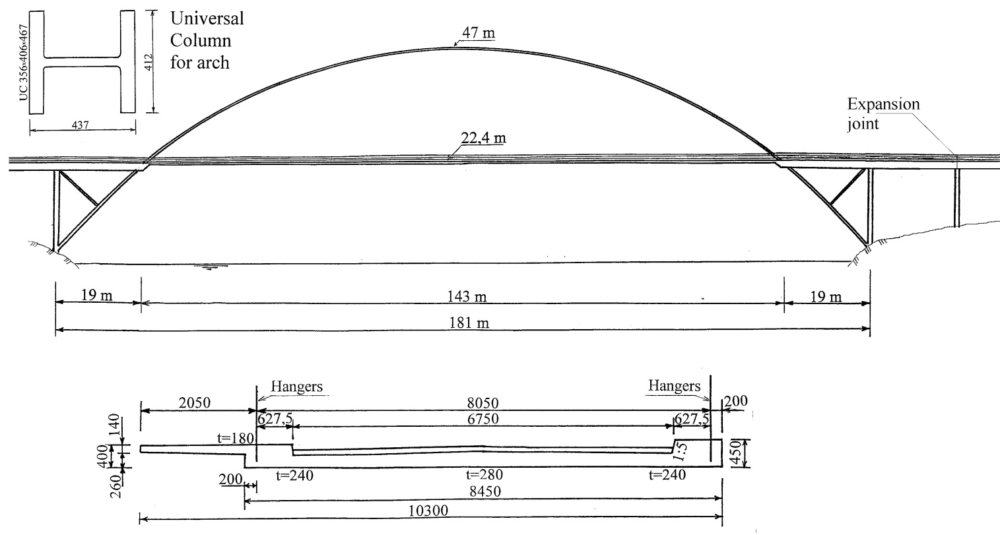 Universal
Column
for arch
UC 356×406×467
412
437
47 m
22,4 m
Expansion
joint
19 m
143 m
19 m
181 m
Hangers
Hangers
2050
8050
200
627,5
6750
627,5
140
t=180
400
1:5
450
260
200
t=240
t=280
t=240
8450
10300